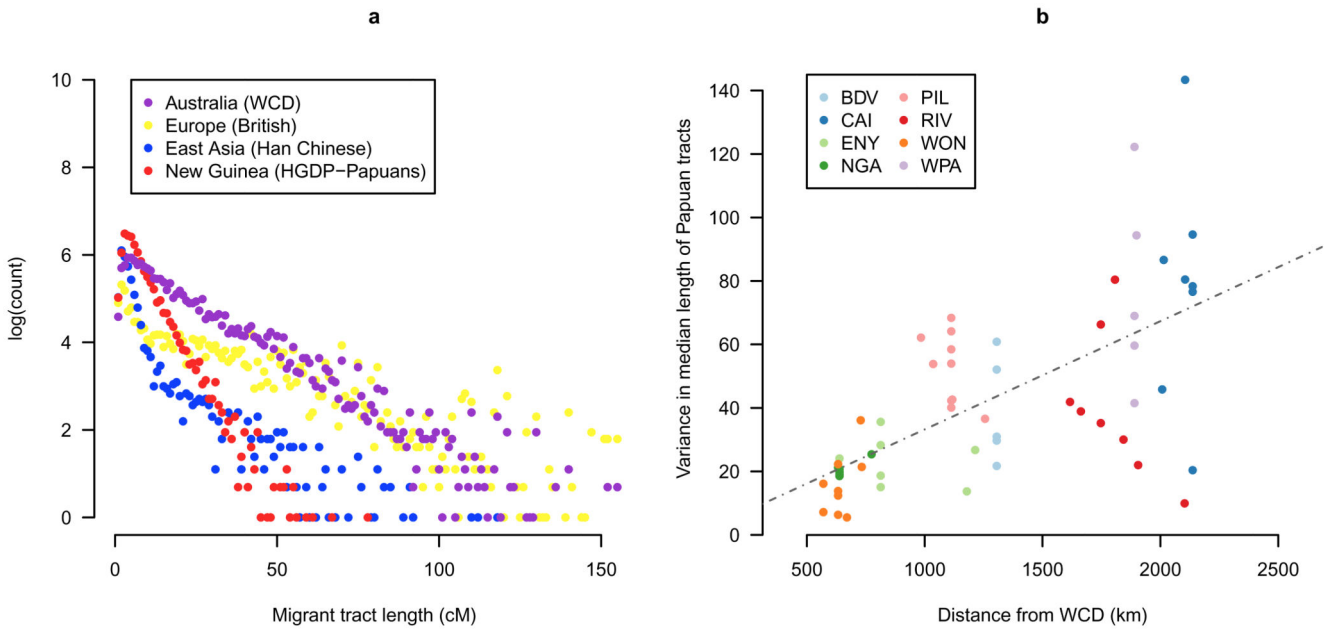 a
10
8
6
4
2
0
log(count)
Australia (WCD)
Europe (British)
East Asia (Han Chinese)
New Guinea (HGDP−Papuans)
0 50 100 150
Migrant tract length (cM)
b
140
120
100
80
60
40
20
0
Variance in median length of Papuan tracts
BDV PIL
CAI RIV
ENY WON
NGA WPA
500 1000 1500 2000 2500
Distance from WCD (km)